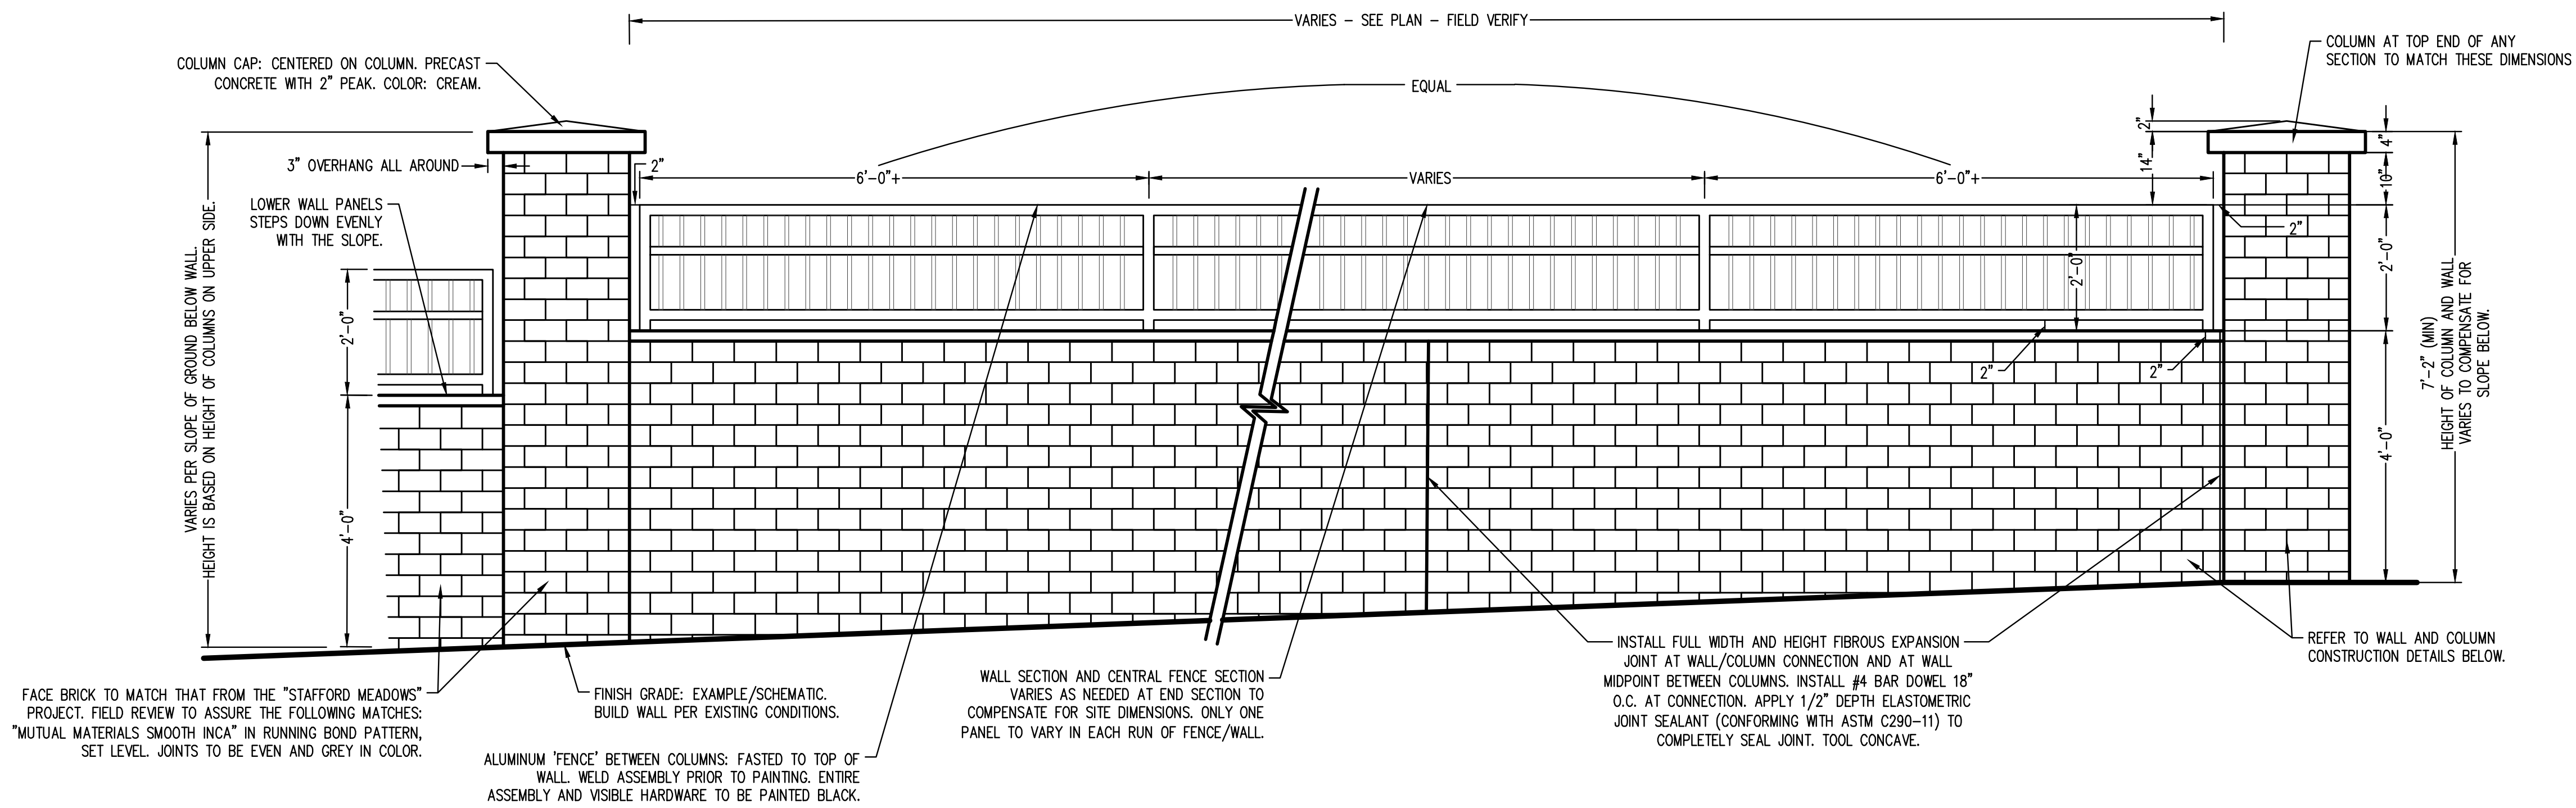 VARIES - SEE PLAN - FIELD VERIFY
COLUMN CAP: CENTERED ON COLUMN. PRECAST
CONCRETE WITH 2" PEAK. COLOR: CREAM.
EQUAL
COLUMN AT TOP END OF ANY
SECTION TO MATCH THESE DIMENSIONS
3" OVERHANG ALL AROUND
2"
6'-0"+
VARIES
6'-0"+
2"
14"
4"
10"
2'-0"
4'-0"
2"
2'-0"
2"
2"
LOWER WALL PANELS
STEPS DOWN EVENLY
WITH THE SLOPE.
VARIES PER SLOPE OF GROUND BELOW WALL.
HEIGHT IS BASED ON HEIGHT OF COLUMNS ON UPPER SIDE.
2'-0"
4'-0"
7'-2" (MIN)
HEIGHT OF COLUMN AND WALL
VARIES TO COMPENSATE FOR
SLOPE BELOW.
FACE BRICK TO MATCH THAT FROM THE "STAFFORD MEADOWS"
PROJECT. FIELD REVIEW TO ASSURE THE FOLLOWING MATCHES:
"MUTUAL MATERIALS SMOOTH INCA" IN RUNNING BOND PATTERN,
SET LEVEL. JOINTS TO BE EVEN AND GREY IN COLOR.
FINISH GRADE: EXAMPLE/SCHEMATIC.
BUILD WALL PER EXISTING CONDITIONS.
ALUMINUM 'FENCE' BETWEEN COLUMNS: FASTED TO TOP OF
WALL. WELD ASSEMBLY PRIOR TO PAINTING. ENTIRE
ASSEMBLY AND VISIBLE HARDWARE TO BE PAINTED BLACK.
WALL SECTION AND CENTRAL FENCE SECTION
VARIES AS NEEDED AT END SECTION TO
COMPENSATE FOR SITE DIMENSIONS. ONLY ONE
PANEL TO VARY IN EACH RUN OF FENCE/WALL.
INSTALL FULL WIDTH AND HEIGHT FIBROUS EXPANSION
JOINT AT WALL/COLUMN CONNECTION AND AT WALL
MIDPOINT BETWEEN COLUMNS. INSTALL #4 BAR DOWEL 18"
O.C. AT CONNECTION. APPLY 1/2" DEPTH ELASTOMETRIC
JOINT SEALANT (CONFORMING WITH ASTM C290-11) TO
COMPLETELY SEAL JOINT. TOOL CONCAVE.
REFER TO WALL AND COLUMN
CONSTRUCTION DETAILS BELOW.